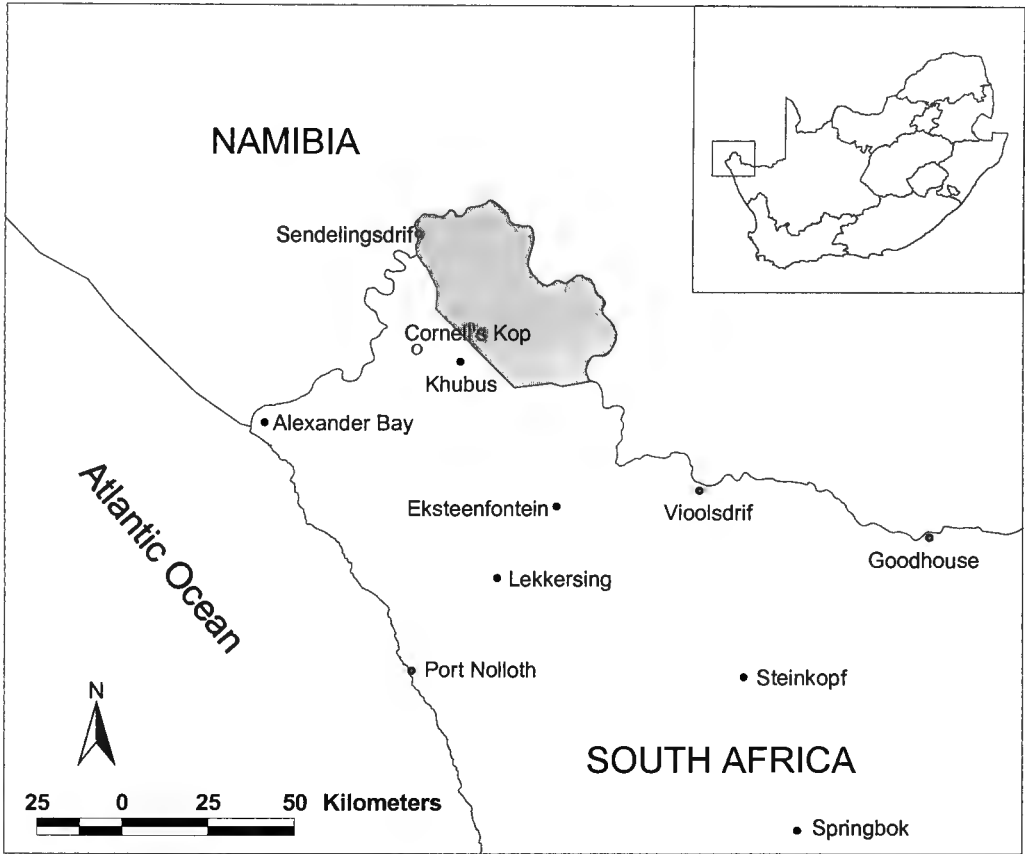 NAMIBIA
Sendelingsdrif
Cornell's Kop
Khubus
Alexander Bay
Atlantic Ocean
Eksteenfontein
Vioolsdrif
Goodhouse
Lekkersing
Port Nolloth
Steinkopf
N
SOUTH AFRICA
25 0 25 50 Kilometers
Springbok